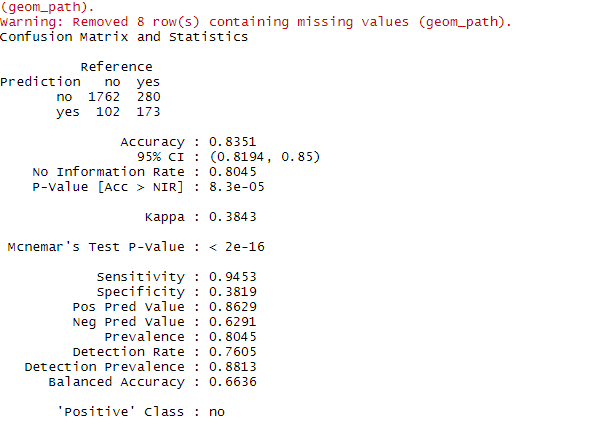 (geom_path).
Warning: Removed 8 row(s) containing missing values (geom_path).
Confusion Matrix and Statistics
Reference
Prediction no yes
no 1762 280
yes 102 173
Accuracy : 0.8351
95% CI : (0.8194, 0.85)
No Information Rate : 0.8045
P-Value [Acc > NIR] : 8.3e-05
Kappa : 0.3843
Mcnemar's Test P-Value : < 2e-16
Sensitivity : 0.9453
Specificity : 0.3819
Pos Pred Value : 0.8629
Neg Pred Value : 0.6291
Prevalence : 0.8045
Detection Rate : 0.7605
Detection Prevalence : 0.8813
Balanced Accuracy : 0.6636
'Positive' Class : no